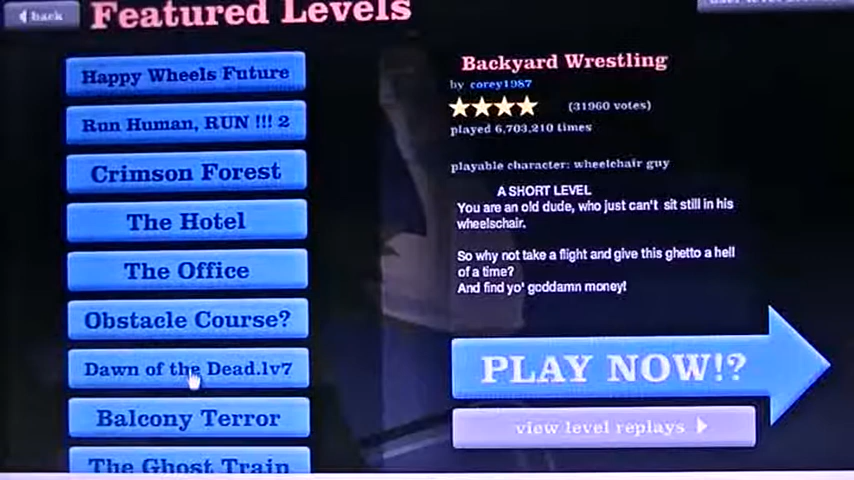 back
Featured Levels
Happy Wheels Future
Run Human, RUN !!! 2
Crimson Forest
The Hotel
The Office
Obstacle Course?
Dawn of the Dead.lv7
Balcony Terror
The Ghost Train
Backyard Wrestling
by corey1987
(31960 votes)
played 6,703,210 times
playable character: wheelchair guy
A SHORT LEVEL
You are an old dude, who just can't sit still in his
wheelschair.
So why not take a flight and give this ghetto a hell
of a time?
And find yo' goddamn money!
PLAY NOW!?
view level replays